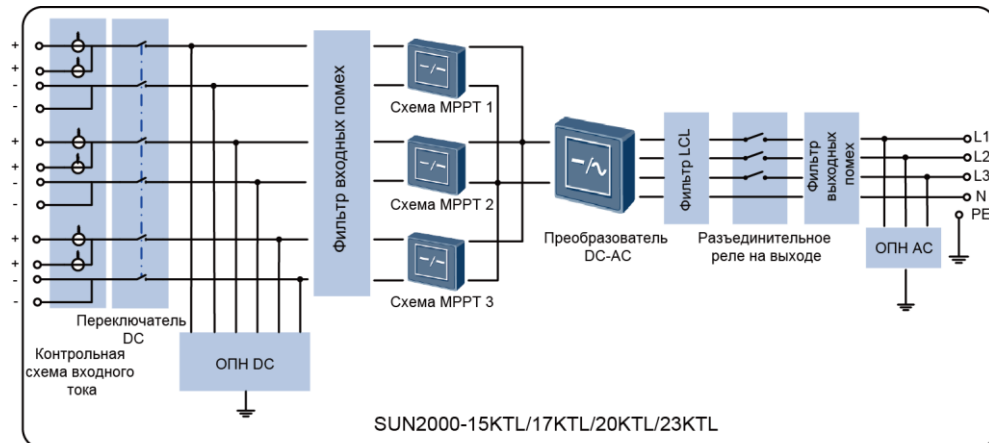 +
+
-
-
+
+
-
-
+
+
-
-
Контрольная
схема входного
тока
Переключатель
DC
ОПН DC
Фильтр входных помех
Схема MPPT 1
Схема MPPT 2
Схема MPPT 3
Преобразователь
DC-AC
Фильтр LCL
Разъединительное
реле на выходе
Фильтр
выходных
помех
ОПН AC
L1
L2
L3
N
PE
SUN2000-15KTL/17KTL/20KTL/23KTL